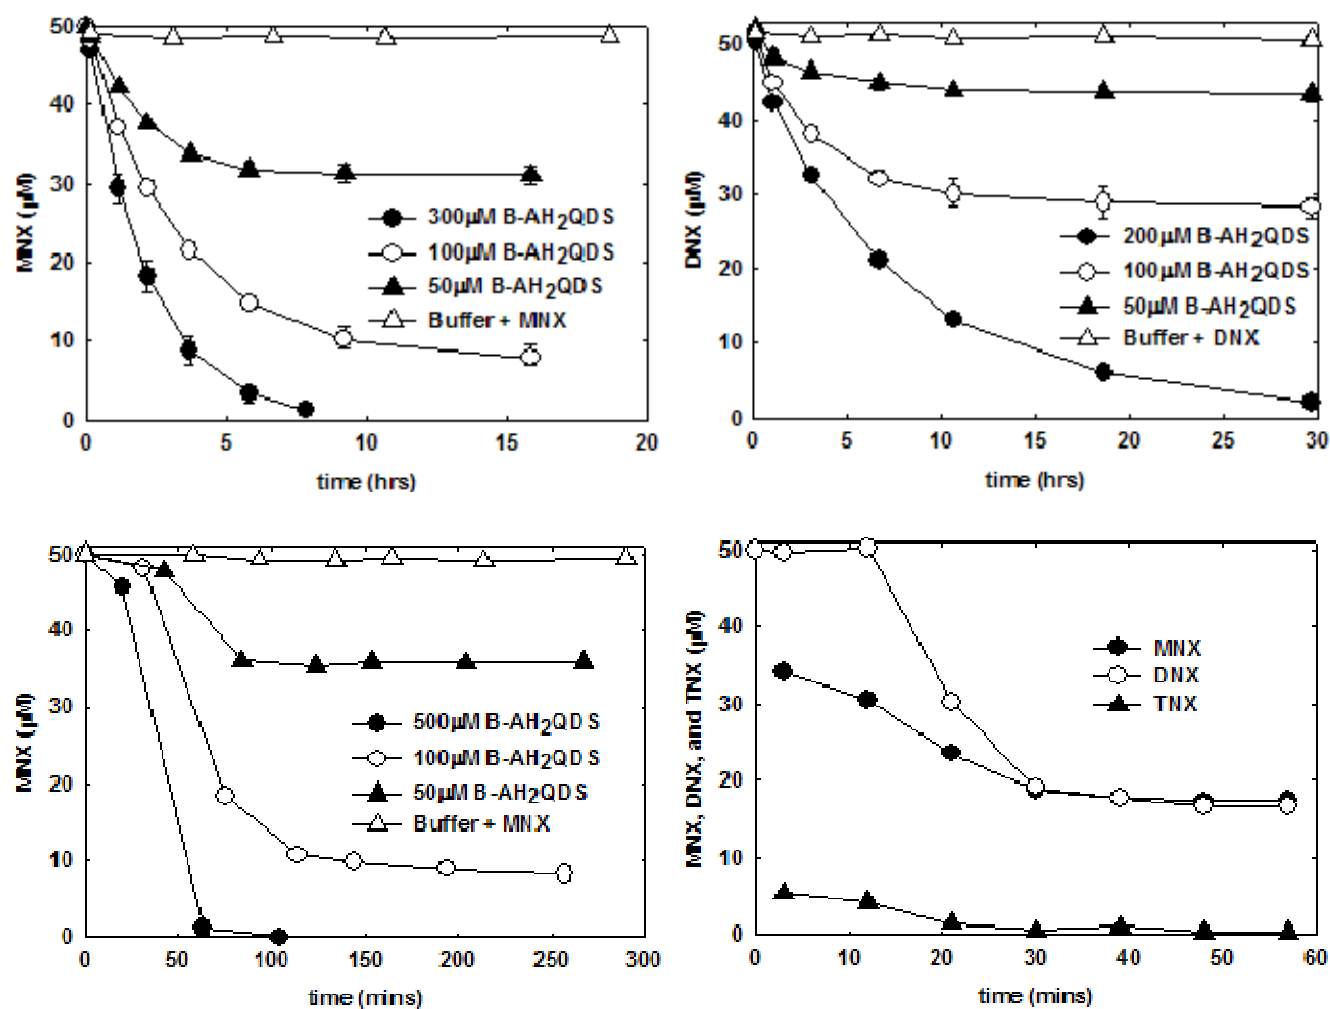 50
40
30
20
10
0
MNX (µM)
300µM B-AH2QDS
100µM B-AH2QDS
50µM B-AH2QDS
Buffer + MNX
0 5 10 15 20
time (hrs)
50
40
30
20
10
0
DNX (µM)
200µM B-AH2QDS
100µM B-AH2QDS
50µM B-AH2QDS
Buffer + DNX
0 5 10 15 20 25 30
time (hrs)
50
40
30
20
10
0
MNX (µM)
500µM B-AH2QDS
100µM B-AH2QDS
50µM B-AH2QDS
Buffer + MNX
0 50 100 150 200 250 300
time (mins)
50
40
30
20
10
0
MNX, DNX, and TNX (µM)
MNX
DNX
TNX
0 10 20 30 40 50 60
time (mins)